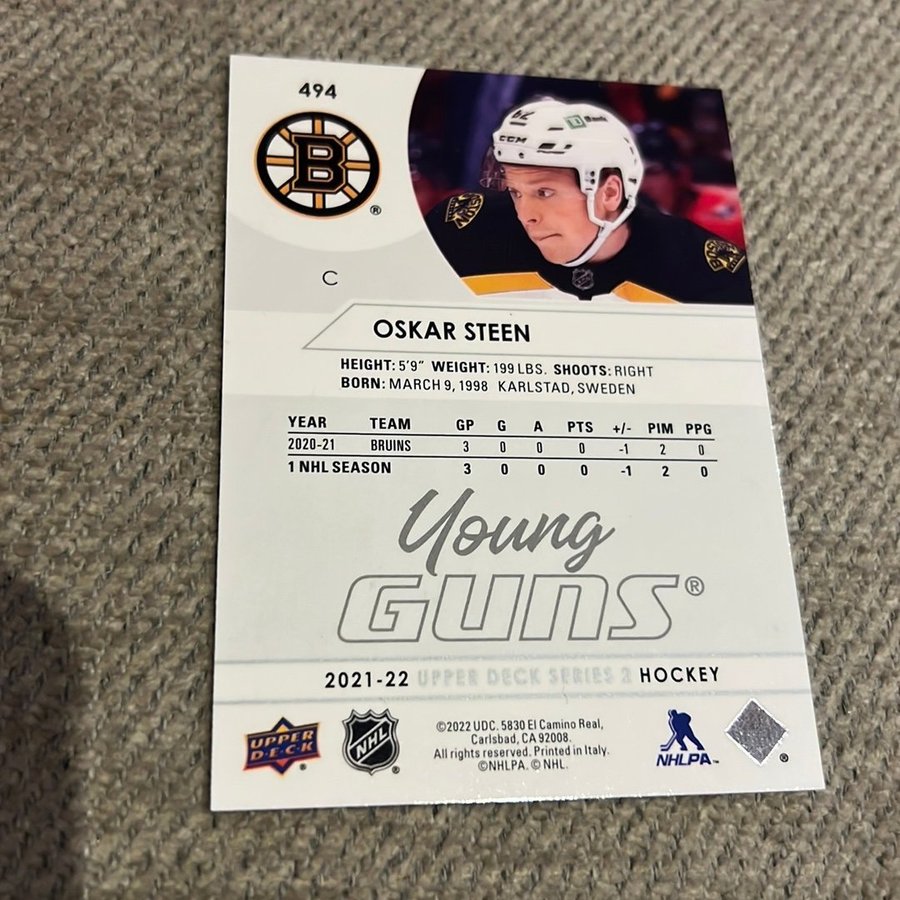 494
B
®
62
CCM
C
OSKAR STEEN
HEIGHT: 5'9" WEIGHT: 199 LBS. SHOOTS: RIGHT
BORN: MARCH 9, 1998 KARLSTAD, SWEDEN
YEAR TEAM GP G A PTS +/- PIM PPG
2020-21 BRUINS 3 0 0 0 -1 2 0
1 NHL SEASON 3 0 0 0 -1 2 0
Young
GUNS®
2021-22 UPPER DECK SERIES 2 HOCKEY
UPPER
DECK
®
NHL
®
©2022 UDC. 5830 El Camino Real,
Carlsbad, CA 92008.
All rights reserved. Printed in Italy.
©NHLPA. © NHL.
NHLPA™
®